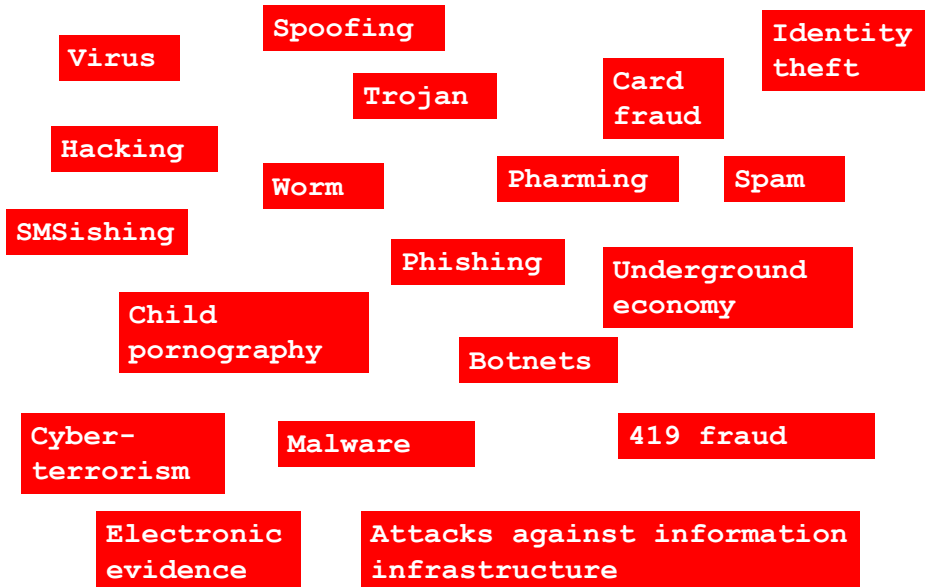 Spoofing
Identity
theft
Virus
Card
fraud
Trojan
Hacking
Worm
Pharming
Spam
SMSishing
Phishing
Underground
economy
Child
pornography
Botnets
Cyber-
terrorism
Malware
419 fraud
Electronic
evidence
Attacks against information
infrastructure